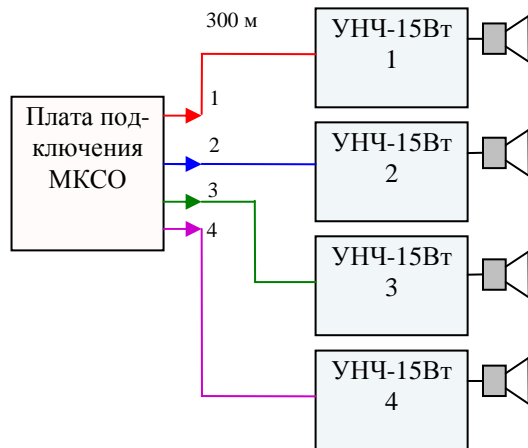 300 м
УНЧ-15Вт
1
1
Плата под-
ключения
МКСО
2
УНЧ-15Вт
2
3
4
УНЧ-15Вт
3
УНЧ-15Вт
4